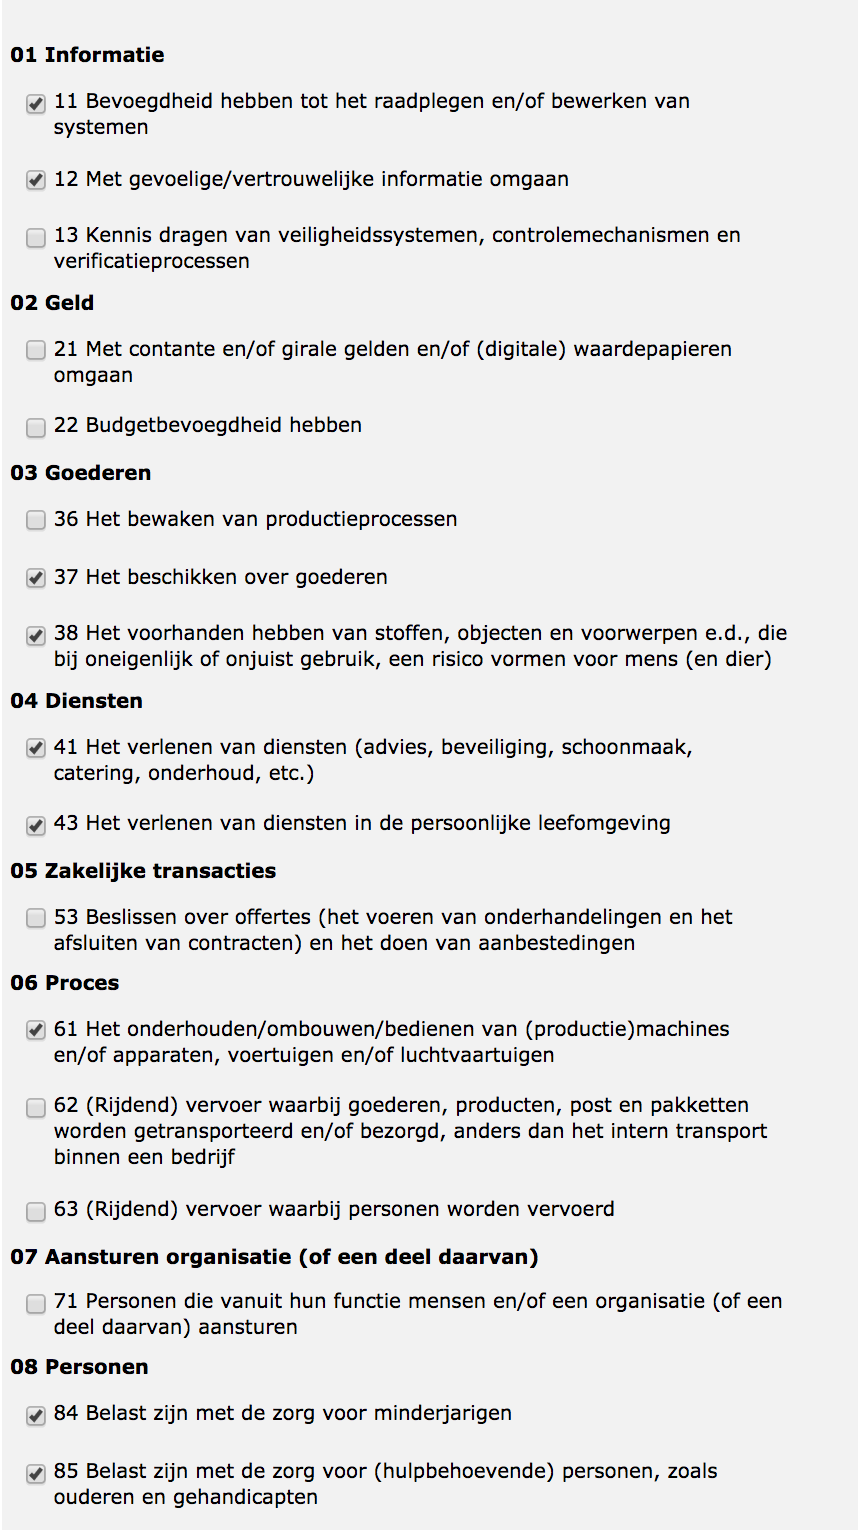 01 Informatie
11 Bevoegdheid hebben tot het raadplegen en/of bewerken van
systemen
12 Met gevoelige/vertrouwelijke informatie omgaan
13 Kennis dragen van veiligheidssystemen, controlemechanismen en
verificatieprocessen
02 Geld
21 Met contante en/of girale gelden en/of (digitale) waardepapieren
omgaan
22 Budgetbevoegdheid hebben
03 Goederen
36 Het bewaken van productieprocessen
37 Het beschikken over goederen
38 Het voorhanden hebben van stoffen, objecten en voorwerpen e.d., die
bij oneigenlijk of onjuist gebruik, een risico vormen voor mens (en dier)
04 Diensten
41 Het verlenen van diensten (advies, beveiliging, schoonmaak,
catering, onderhoud, etc.)
43 Het verlenen van diensten in de persoonlijke leefomgeving
05 Zakelijke transacties
53 Beslissen over offertes (het voeren van onderhandelingen en het
afsluiten van contracten) en het doen van aanbestedingen
06 Proces
61 Het onderhouden/ombouwen/bedienen van (productie)machines
en/of apparaten, voertuigen en/of luchtvaartuigen
62 (Rijdend) vervoer waarbij goederen, producten, post en pakketten
worden getransporteerd en/of bezorgd, anders dan het intern transport
binnen een bedrijf
63 (Rijdend) vervoer waarbij personen worden vervoerd
07 Aansturen organisatie (of een deel daarvan)
71 Personen die vanuit hun functie mensen en/of een organisatie (of een
deel daarvan) aansturen
08 Personen
84 Belast zijn met de zorg voor minderjarigen
85 Belast zijn met de zorg voor (hulpbehoevende) personen, zoals
ouderen en gehandicapten